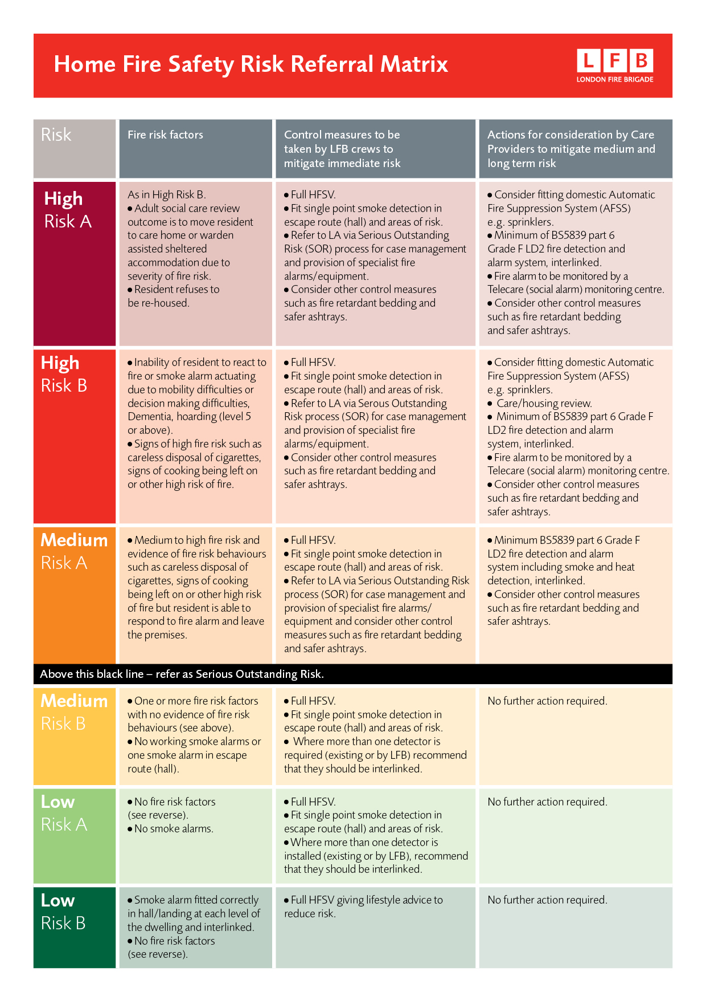 Home Fire Safety Risk Referral Matrix
L F B
LONDON FIRE BRIGADE
Risk
Fire risk factors
Control measures to be
taken by LFB crews to
mitigate immediate risk
Actions for consideration by Care
Providers to mitigate medium and
long term risk
High
Risk A
As in High Risk B.
● Adult social care review
outcome is to move resident
to care home or warden
assisted sheltered
accommodation due to
severity of fire risk.
● Resident refuses to
be re-housed.
● Full HFSV.
● Fit single point smoke detection in
escape route (hall) and areas of risk.
● Refer to LA via Serious Outstanding
Risk (SOR) process for case management
and provision of specialist fire
alarms/equipment.
● Consider other control measures
such as fire retardant bedding and
safer ashtrays.
● Consider fitting domestic Automatic
Fire Suppression System (AFSS)
e.g. sprinklers.
● Minimum of BS5839 part 6
Grade F LD2 fire detection and
alarm system, interlinked.
● Fire alarm to be monitored by a
Telecare (social alarm) monitoring centre.
● Consider other control measures
such as fire retardant bedding
and safer ashtrays.
High
Risk B
● Inability of resident to react to
fire or smoke alarm actuating
due to mobility difficulties or
decision making difficulties,
Dementia, hoarding (level 5
or above).
● Signs of high fire risk such as
careless disposal of cigarettes,
signs of cooking being left on
or other high risk of fire.
● Full HFSV.
● Fit single point smoke detection in
escape route (hall) and areas of risk.
● Refer to LA via Serous Outstanding
Risk process (SOR) for case management
and provision of specialist fire
alarms/equipment.
● Consider other control measures
such as fire retardant bedding and
safer ashtrays.
● Consider fitting domestic Automatic
Fire Suppression System (AFSS)
e.g. sprinklers.
● Care/housing review.
● Minimum of BS5839 part 6 Grade F
LD2 fire detection and alarm
system, interlinked.
● Fire alarm to be monitored by a
Telecare (social alarm) monitoring centre.
● Consider other control measures
such as fire retardant bedding and
safer ashtrays.
Medium
Risk A
● Medium to high fire risk and
evidence of fire risk behaviours
such as careless disposal of
cigarettes, signs of cooking
being left on or other high risk
of fire but resident is able to
respond to fire alarm and leave
the premises.
● Full HFSV.
● Fit single point smoke detection in
escape route (hall) and areas of risk.
● Refer to LA via Serious Outstanding Risk
process (SOR) for case management and
provision of specialist fire alarms/
equipment and consider other control
measures such as fire retardant bedding
and safer ashtrays.
● Minimum BS5839 part 6 Grade F
LD2 fire detection and alarm
system including smoke and heat
detection, interlinked.
● Consider other control measures
such as fire retardant bedding and
safer ashtrays.
Above this black line – refer as Serious Outstanding Risk.
Medium
Risk B
● One or more fire risk factors
with no evidence of fire risk
behaviours (see above).
● No working smoke alarms or
one smoke alarm in escape
route (hall).
● Full HFSV.
● Fit single point smoke detection in
escape route (hall) and areas of risk.
● Where more than one detector is
required (existing or by LFB) recommend
that they should be interlinked.
No further action required.
Low
Risk A
● No fire risk factors
(see reverse).
● No smoke alarms.
● Full HFSV.
● Fit single point smoke detection in
escape route (hall) and areas of risk.
● Where more than one detector is
installed (existing or by LFB), recommend
that they should be interlinked.
No further action required.
Low
Risk B
● Smoke alarm fitted correctly
in hall/landing at each level of
the dwelling and interlinked.
● No fire risk factors
(see reverse).
● Full HFSV giving lifestyle advice to
reduce risk.
No further action required.